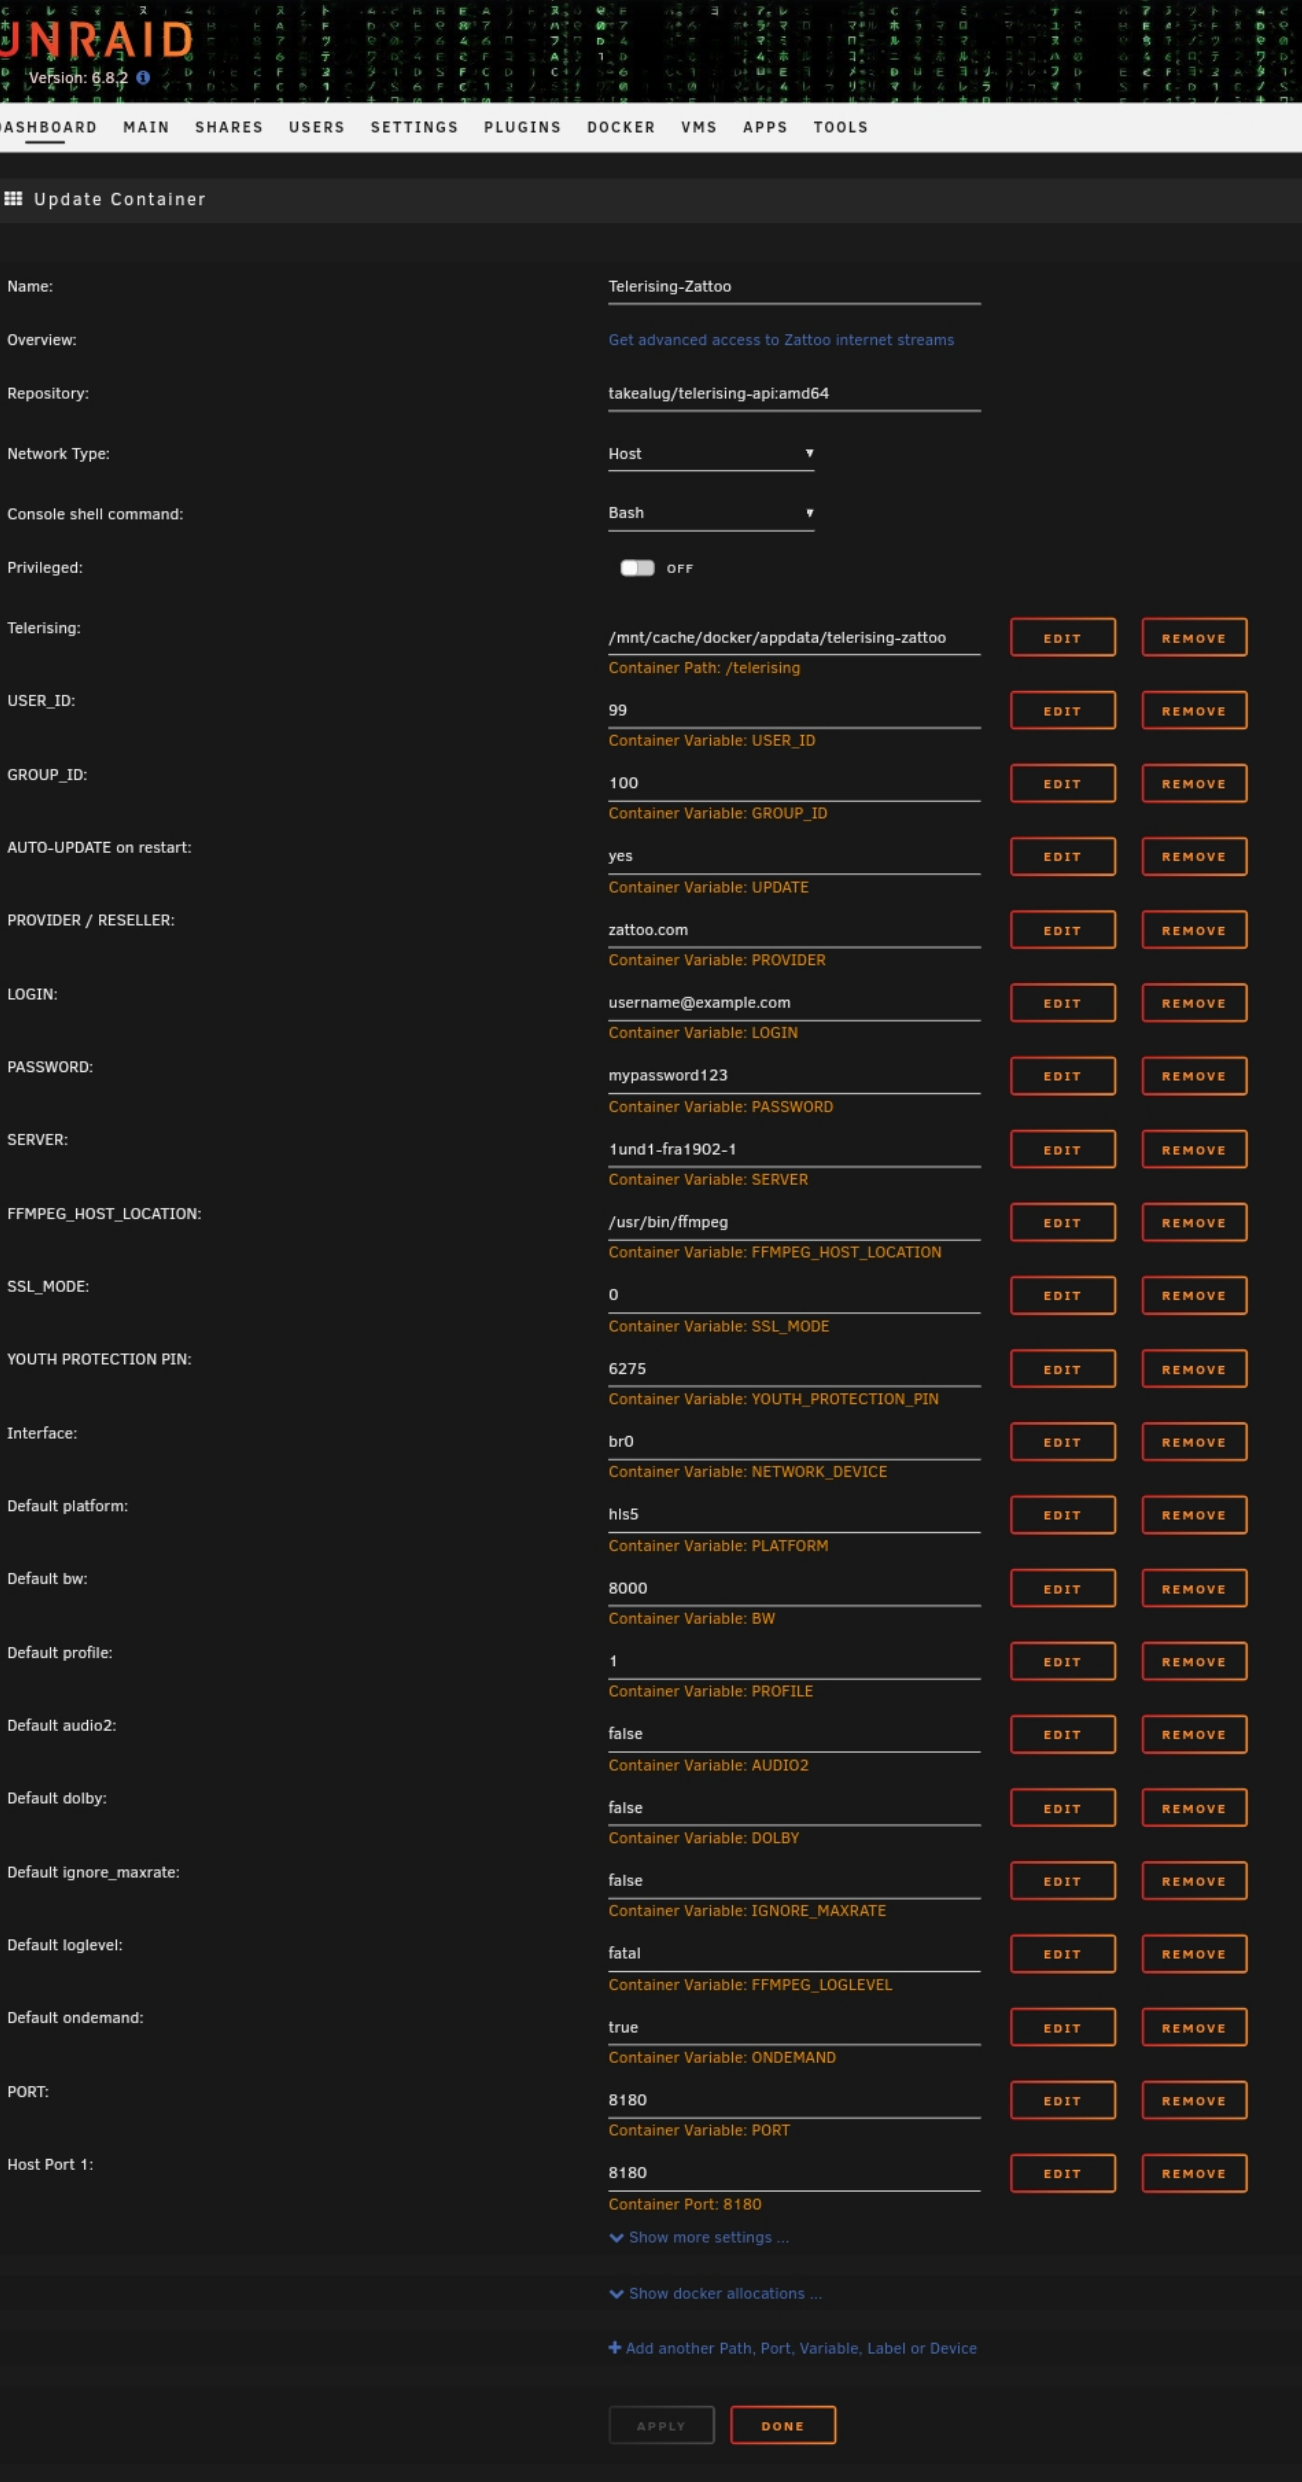 UNRAID
Version: 6.8.2
DASHBOARD MAIN SHARES USERS SETTINGS PLUGINS DOCKER VMS APPS TOOLS
Update Container
Name: Telerising-Zattoo
Overview: Get advanced access to Zattoo internet streams
Repository: takealug/telerising-api:amd64
Network Type: Host
Console shell command: Bash
Privileged: OFF
Telerising: /mnt/cache/docker/appdata/telerising-zattoo EDIT REMOVE
Container Path: /telerising
USER_ID: 99 EDIT REMOVE
Container Variable: USER_ID
GROUP_ID: 100 EDIT REMOVE
Container Variable: GROUP_ID
AUTO-UPDATE on restart: yes EDIT REMOVE
Container Variable: UPDATE
PROVIDER / RESELLER: zattoo.com EDIT REMOVE
Container Variable: PROVIDER
LOGIN: username@example.com EDIT REMOVE
Container Variable: LOGIN
PASSWORD: mypassword123 EDIT REMOVE
Container Variable: PASSWORD
SERVER: 1und1-fra1902-1 EDIT REMOVE
Container Variable: SERVER
FFMPEG_HOST_LOCATION: /usr/bin/ffmpeg EDIT REMOVE
Container Variable: FFMPEG_HOST_LOCATION
SSL_MODE: 0 EDIT REMOVE
Container Variable: SSL_MODE
YOUTH PROTECTION PIN: 6275 EDIT REMOVE
Container Variable: YOUTH_PROTECTION_PIN
Interface: br0 EDIT REMOVE
Container Variable: NETWORK_DEVICE
Default platform: hls5 EDIT REMOVE
Container Variable: PLATFORM
Default bw: 8000 EDIT REMOVE
Container Variable: BW
Default profile: 1 EDIT REMOVE
Container Variable: PROFILE
Default audio2: false EDIT REMOVE
Container Variable: AUDIO2
Default dolby: false EDIT REMOVE
Container Variable: DOLBY
Default ignore_maxrate: false EDIT REMOVE
Container Variable: IGNORE_MAXRATE
Default loglevel: fatal EDIT REMOVE
Container Variable: FFMPEG_LOGLEVEL
Default ondemand: true EDIT REMOVE
Container Variable: ONDEMAND
PORT: 8180 EDIT REMOVE
Container Variable: PORT
Host Port 1: 8180 EDIT REMOVE
Container Port: 8180
Show more settings ...
Show docker allocations ...
Add another Path, Port, Variable, Label or Device
APPLY DONE